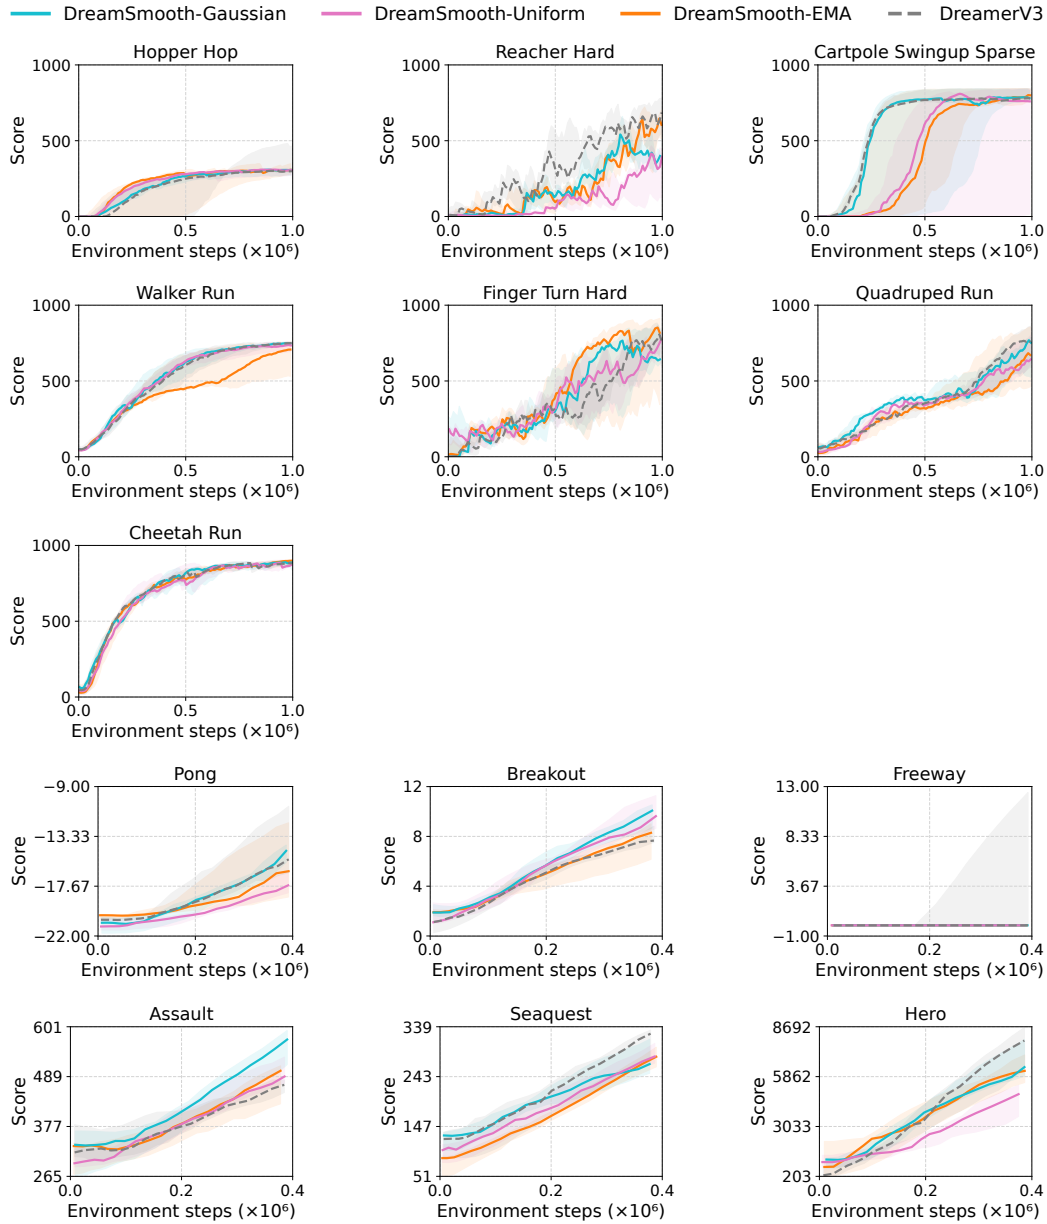 DreamSmooth-Gaussian DreamSmooth-Uniform DreamSmooth-EMA DreamerV3
Hopper Hop
1000
500
0
Score
0.0 0.5 1.0
Environment steps (×10⁶)
Reacher Hard
1000
500
0
Score
0.0 0.5 1.0
Environment steps (×10⁶)
Cartpole Swingup Sparse
1000
500
0
Score
0.0 0.5 1.0
Environment steps (×10⁶)
Walker Run
1000
500
0
Score
0.0 0.5 1.0
Environment steps (×10⁶)
Finger Turn Hard
1000
500
0
Score
0.0 0.5 1.0
Environment steps (×10⁶)
Quadruped Run
1000
500
0
Score
0.0 0.5 1.0
Environment steps (×10⁶)
Cheetah Run
1000
500
0
Score
0.0 0.5 1.0
Environment steps (×10⁶)
Pong
−9.00
−13.33
−17.67
−22.00
Score
0.0 0.2 0.4
Environment steps (×10⁶)
Breakout
12
8
4
0
Score
0.0 0.2 0.4
Environment steps (×10⁶)
Freeway
13.00
8.33
3.67
−1.00
Score
0.0 0.2 0.4
Environment steps (×10⁶)
Assault
601
489
377
265
Score
0.0 0.2 0.4
Environment steps (×10⁶)
Seaquest
339
243
147
51
Score
0.0 0.2 0.4
Environment steps (×10⁶)
Hero
8692
5862
3033
203
Score
0.0 0.2 0.4
Environment steps (×10⁶)